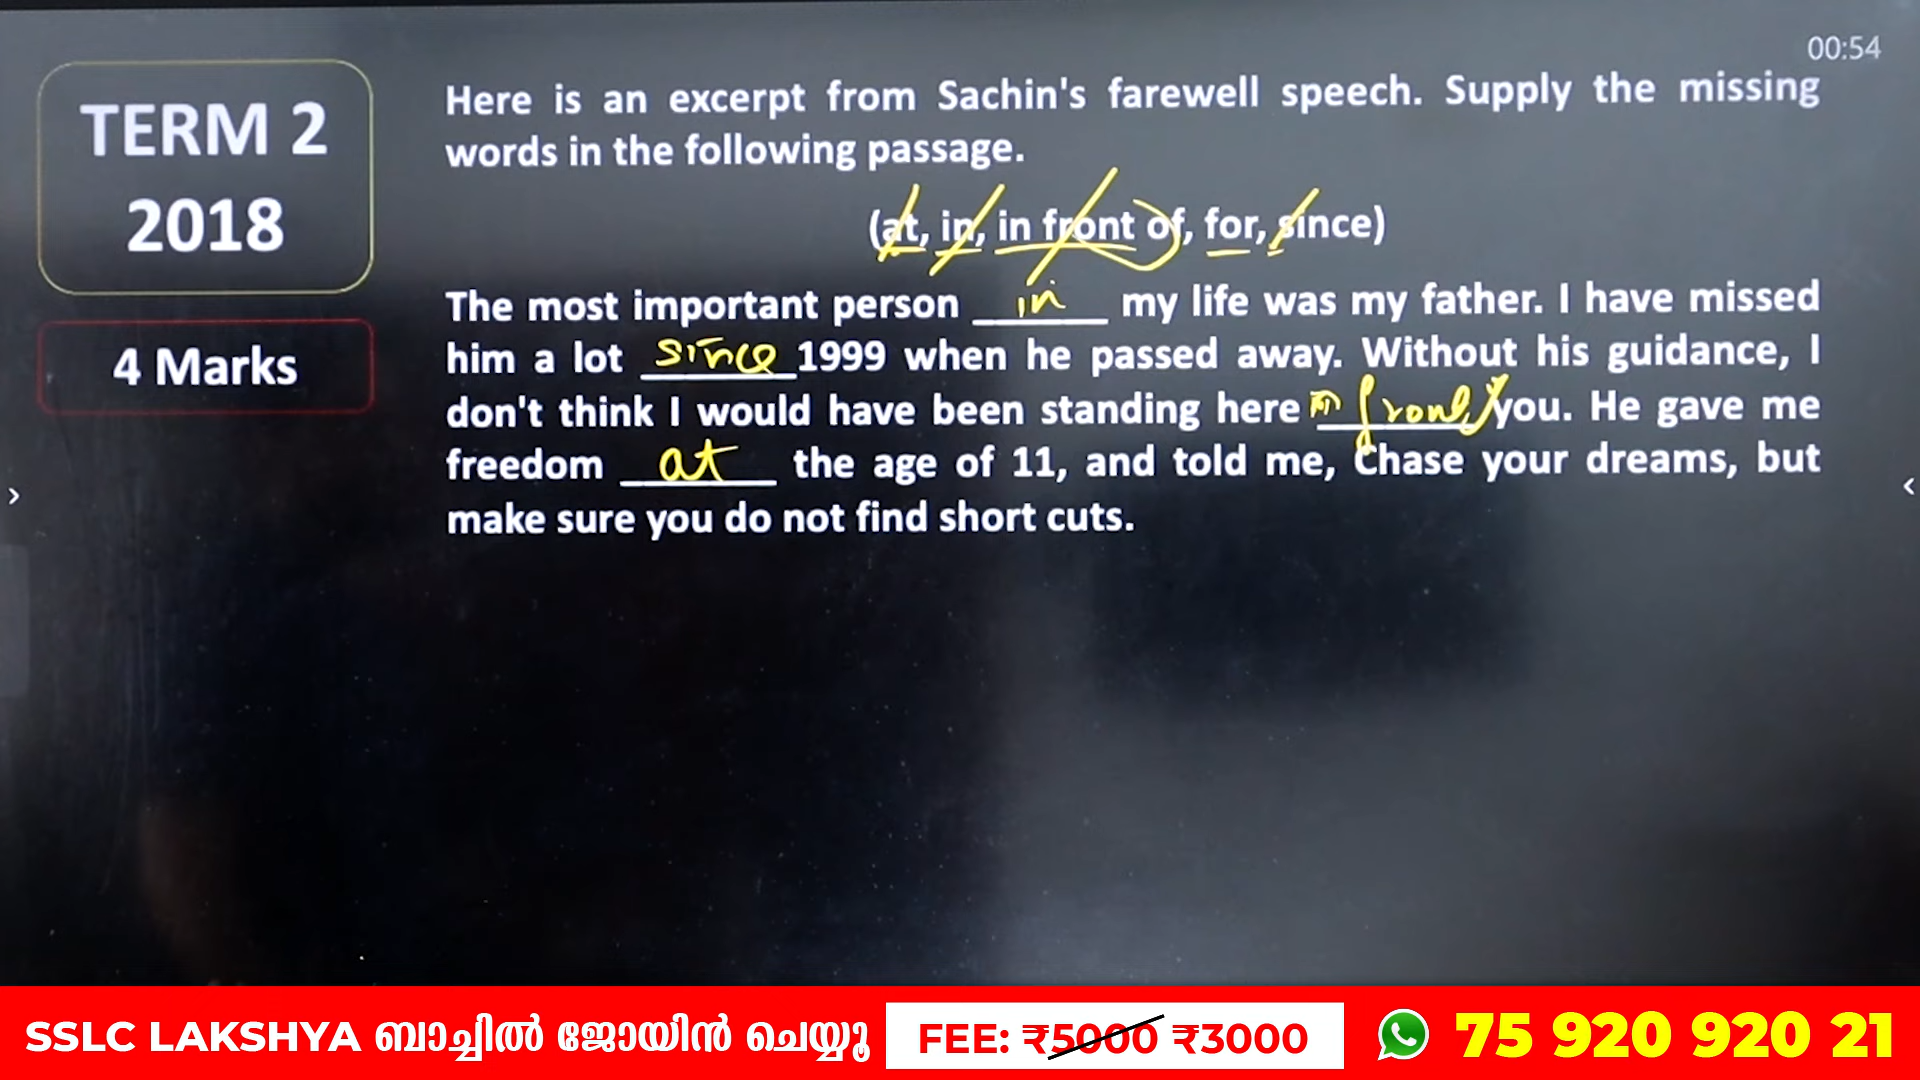 00:54
TERM 2
2018
4 Marks
Here is an excerpt from Sachin's farewell speech. Supply the missing
words in the following passage.
(at, in, in front of, for, since)
The most important person in my life was my father. I have missed
him a lot since 1999 when he passed away. Without his guidance, I
don't think I would have been standing here in front of you. He gave me
freedom at the age of 11, and told me, Chase your dreams, but
make sure you do not find short cuts.
SSLC LAKSHYA ബാച്ചിൽ ജോയിൻ ചെയ്യൂ FEE: ₹5000 ₹3000 75 920 920 21